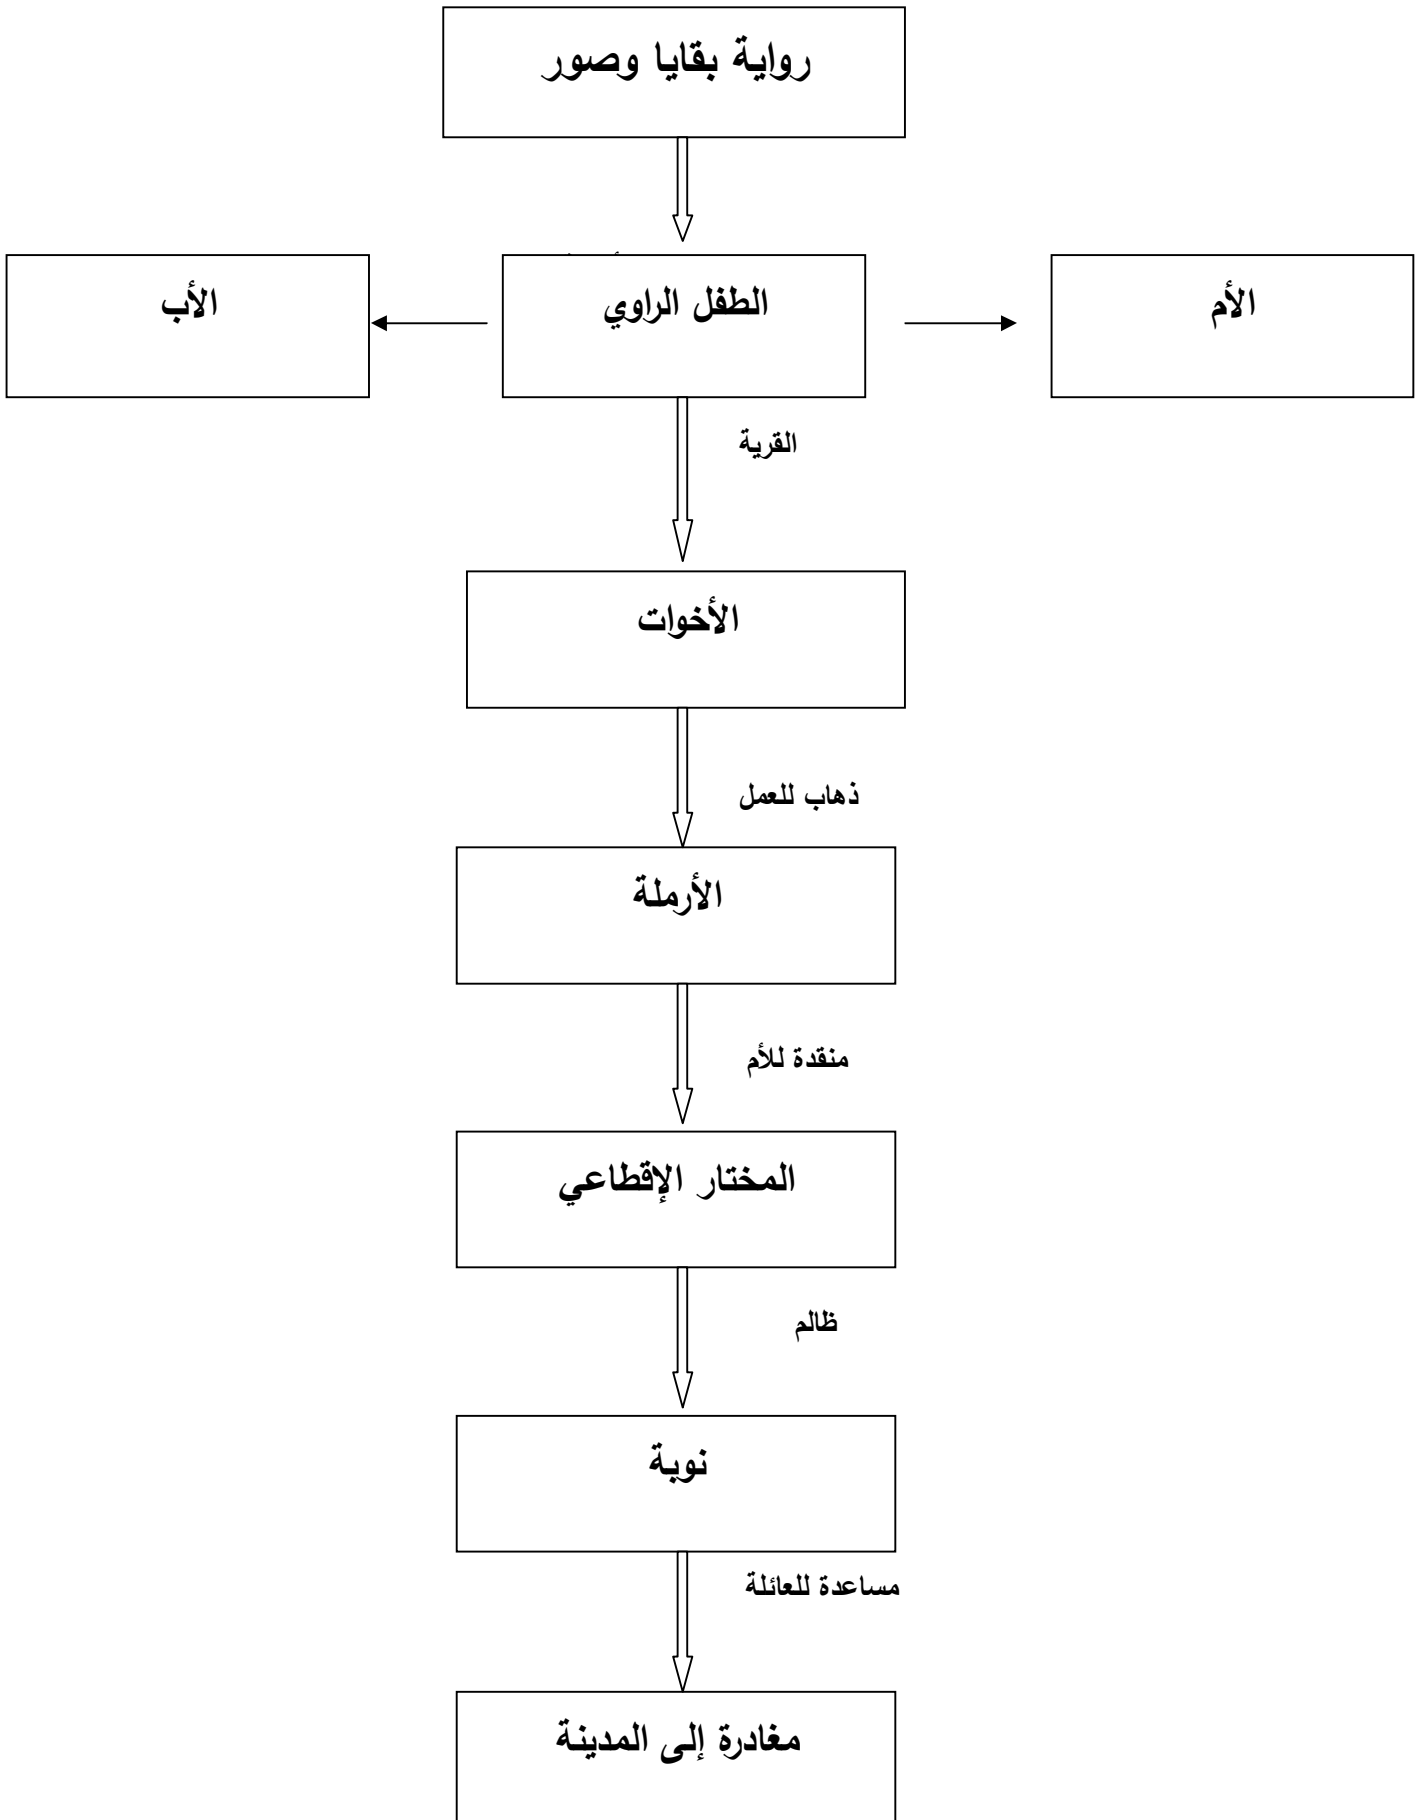 رواية بقايا وصور
الأم
الطفل الراوي
الأب
القرية
الأخوات
ذهاب للعمل
الأرملة
منقدة للأم
المختار الإقطاعي
ظالم
نوبة
مساعدة للعائلة
مغادرة إلى المدينة